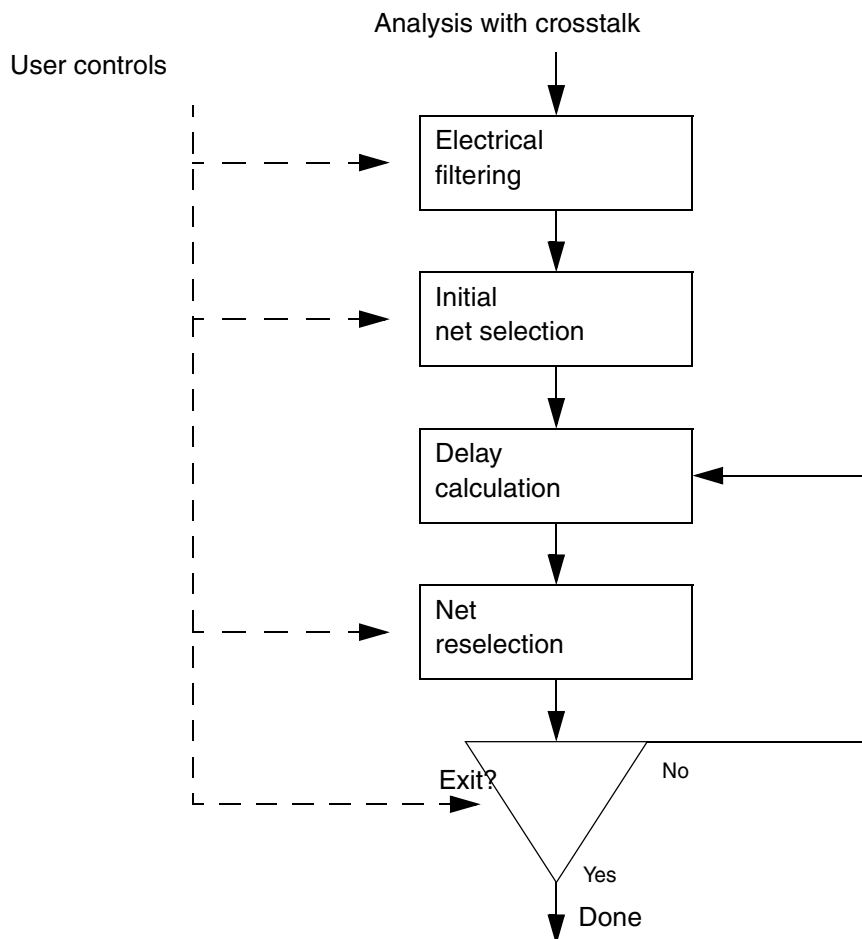 Analysis with crosstalk
User controls
Electrical
filtering
Initial
net selection
Delay
calculation
Net
reselection
Exit?
No
Yes
Done